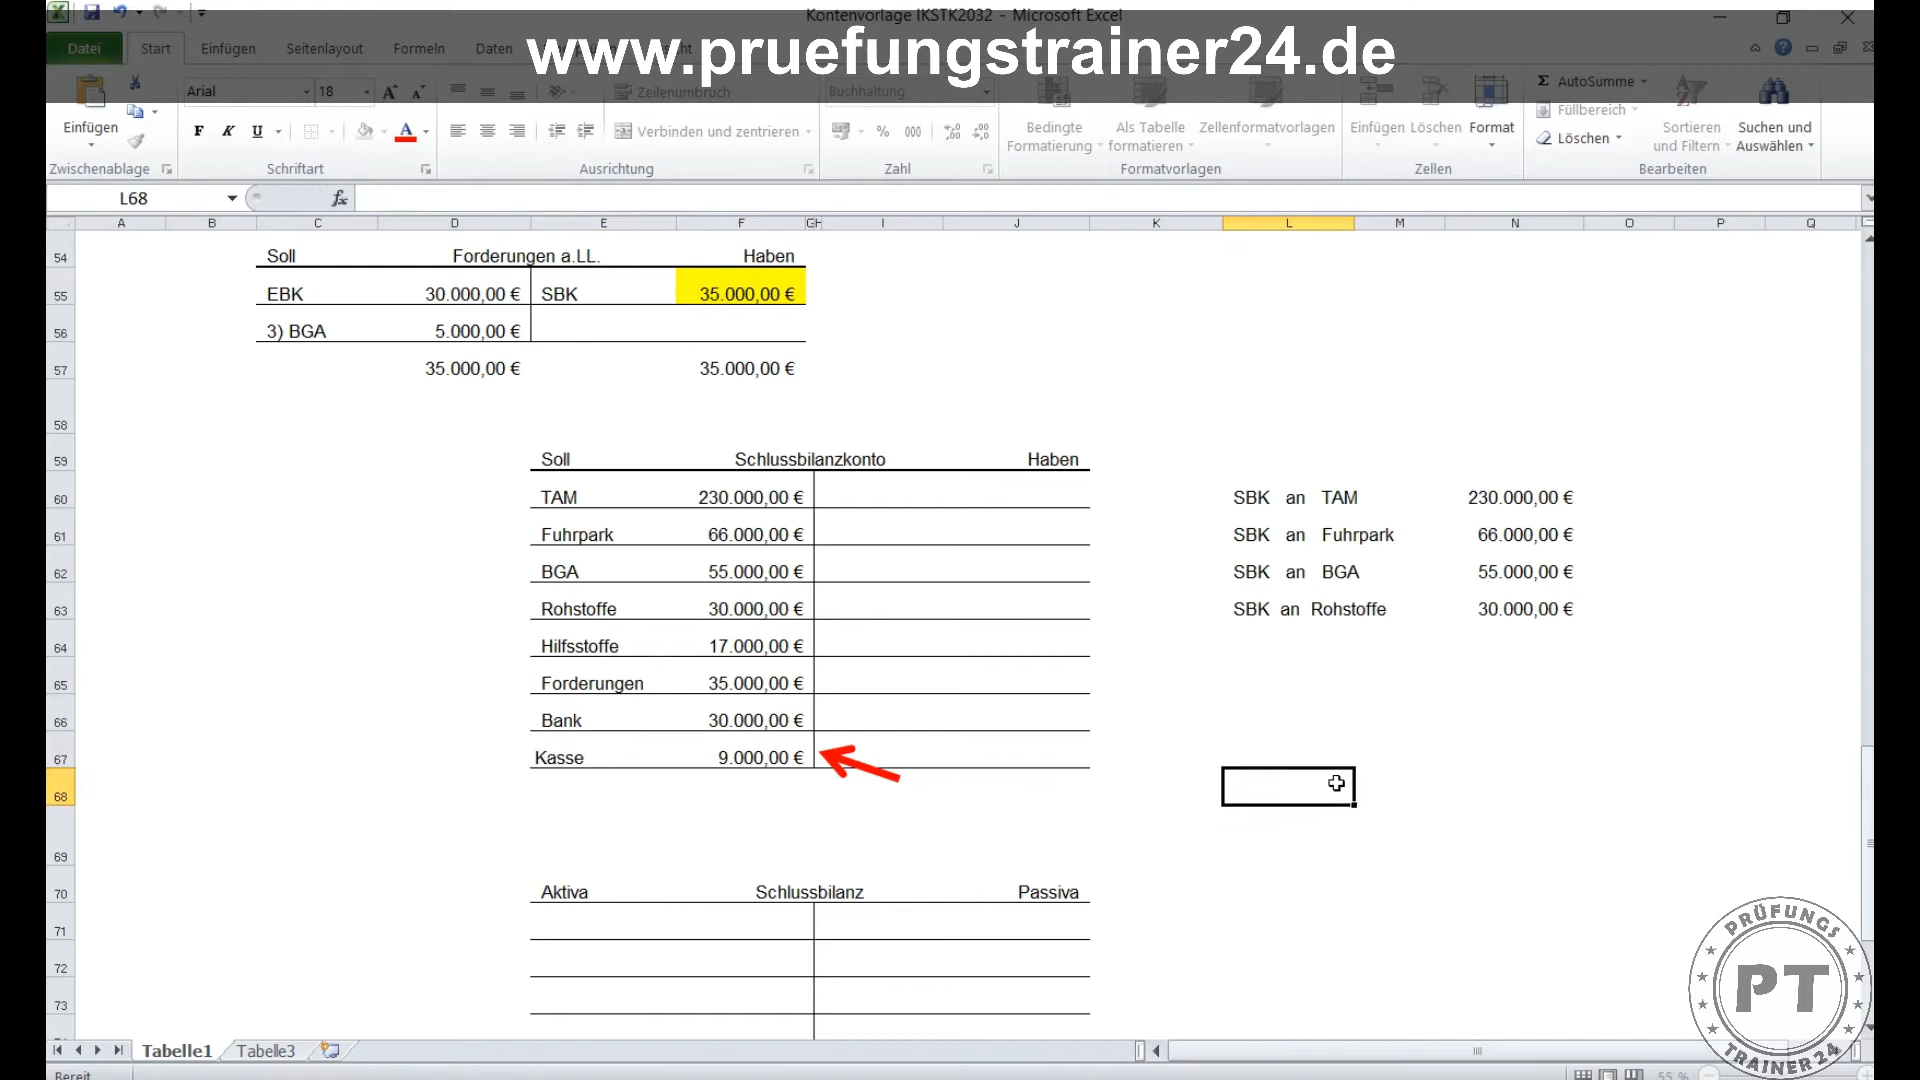 Kontenvorlage IKSTK2032 - Microsoft Excel
www.pruefungstrainer24.de
Datei Start Einfügen Seitenlayout Formeln Daten
Arial 18 Zeilenumbruch Buchhaltung Σ AutoSumme
Füllbereich
Einfügen F K U A Verbinden und zentrieren % 000 Bedingte Als Tabelle Zellenformatvorlagen Einfügen Löschen Format Löschen Sortieren Suchen und
Formatierung formatieren und Filtern Auswählen
Zwischenablage Schriftart Ausrichtung Zahl Formatvorlagen Zellen Bearbeiten
L68 fx
A B C D E F G H I J K L M N O P Q
54 Soll Forderungen a.LL. Haben
55 EBK 30.000,00 € SBK 35.000,00 €
56 3) BGA 5.000,00 €
57 35.000,00 € 35.000,00 €
58
59 Soll Schlussbilanzkonto Haben
60 TAM 230.000,00 € SBK an TAM 230.000,00 €
61 Fuhrpark 66.000,00 € SBK an Fuhrpark 66.000,00 €
62 BGA 55.000,00 € SBK an BGA 55.000,00 €
63 Rohstoffe 30.000,00 € SBK an Rohstoffe 30.000,00 €
64 Hilfsstoffe 17.000,00 €
65 Forderungen 35.000,00 €
66 Bank 30.000,00 €
67 Kasse 9.000,00 €
68
69
70 Aktiva Schlussbilanz Passiva
71
72
73
PRÜFUNGS
PT
TRAINER 24
Tabelle1 Tabelle3
Bereit 55 %